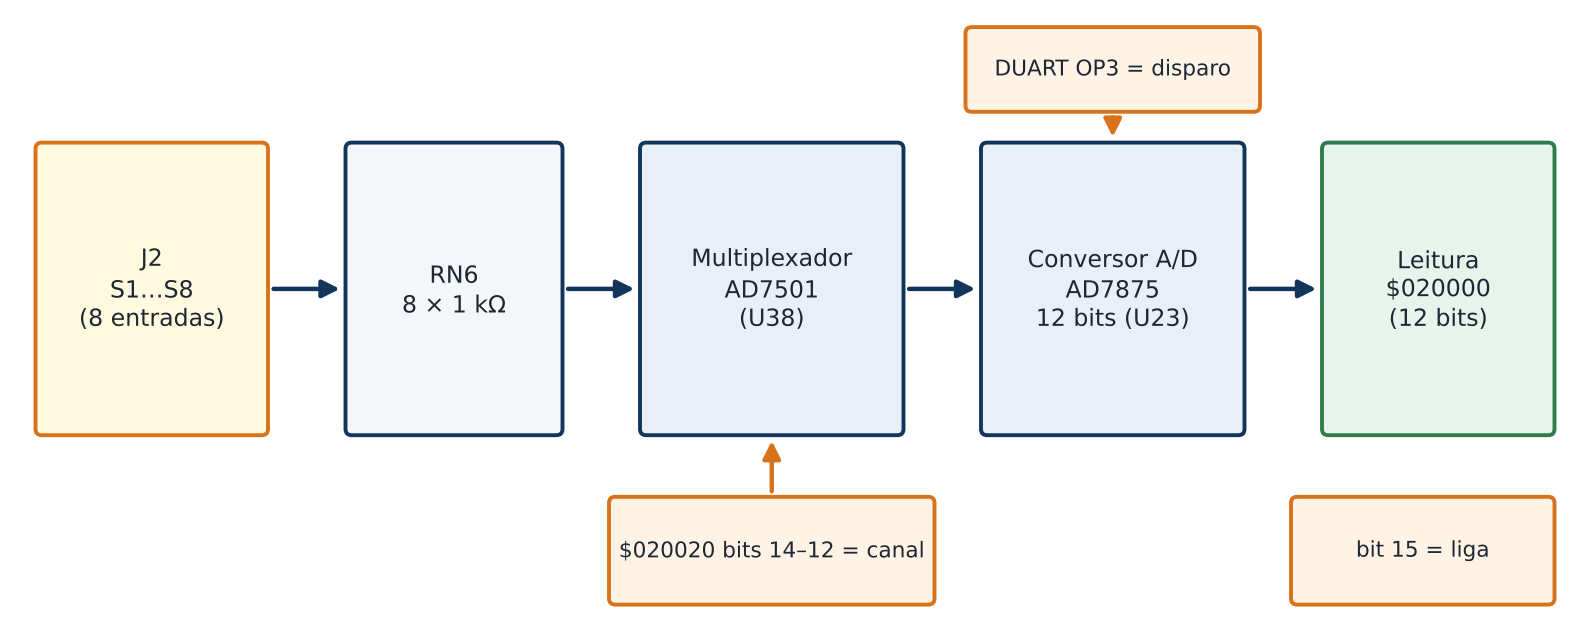 DUART OP3 = disparo
J2
S1...S8
(8 entradas)
RN6
8 × 1 kΩ
Multiplexador
AD7501
(U38)
Conversor A/D
AD7875
12 bits (U23)
Leitura
$020000
(12 bits)
$020020 bits 14–12 = canal
bit 15 = liga